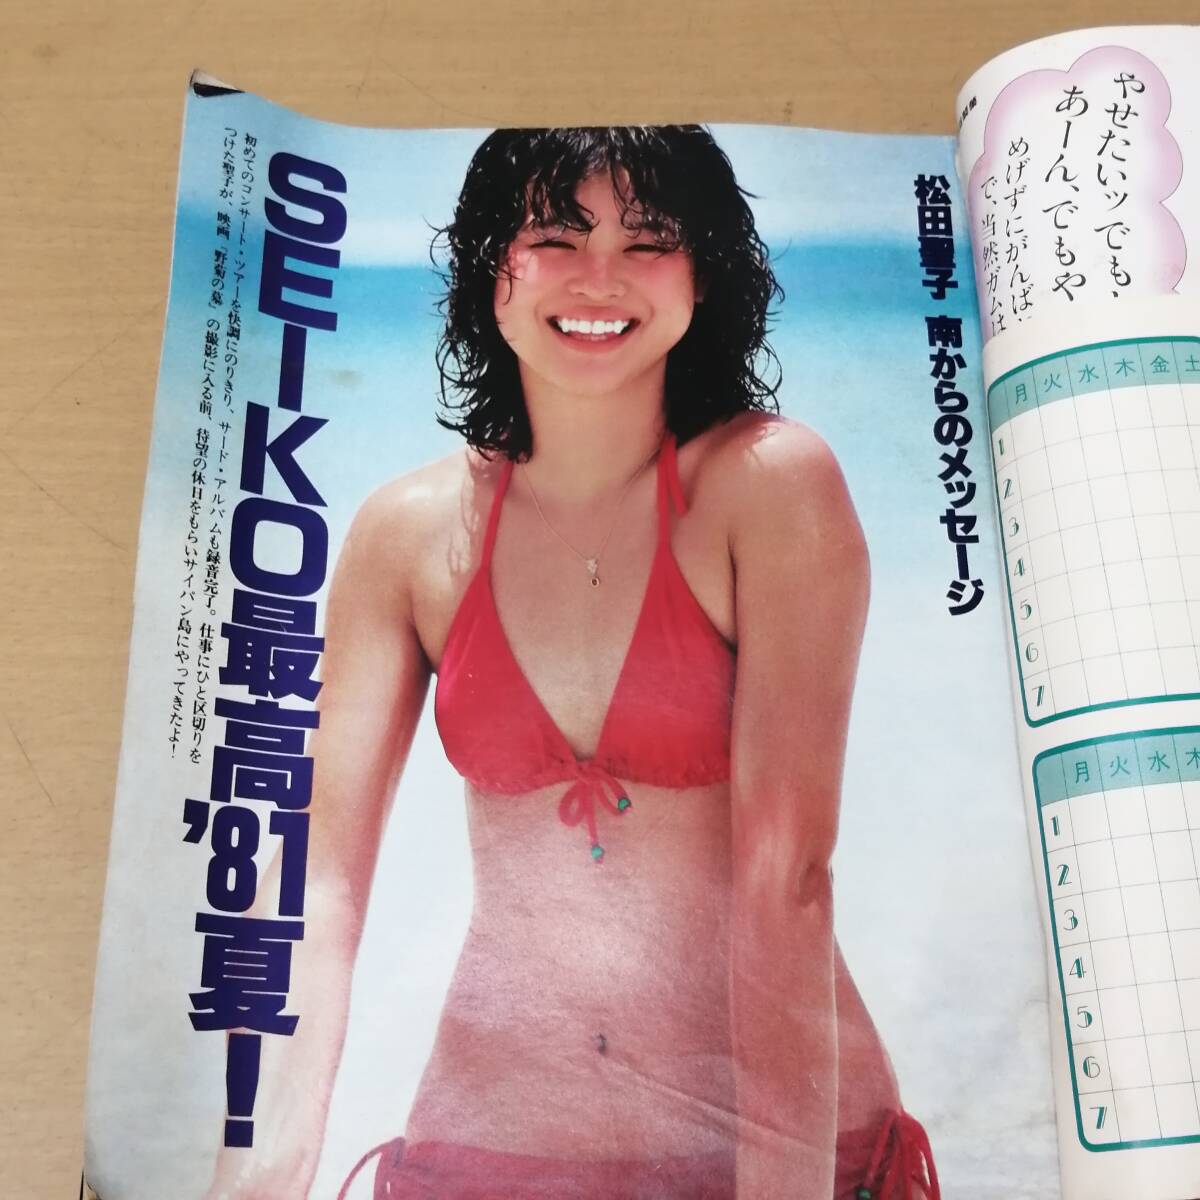 SEIKO最高'81夏!
初めてのコンサート・ツアーを快調にのりきり、サード・アルバムも録音完了。仕事にひと区切りを
つけた聖子が、映画『野菊の墓』の撮影に入る前、待望の休日をもらいサイパン島にやってきたよ!
松田聖子 南からのメッセージ
やせたいッでも、
あーん、でもや
めげずにがんば
で、当然ガムは
月火水木金土
1
2
3
4
5
6
7
月火水木
1
2
3
4
5
6
7